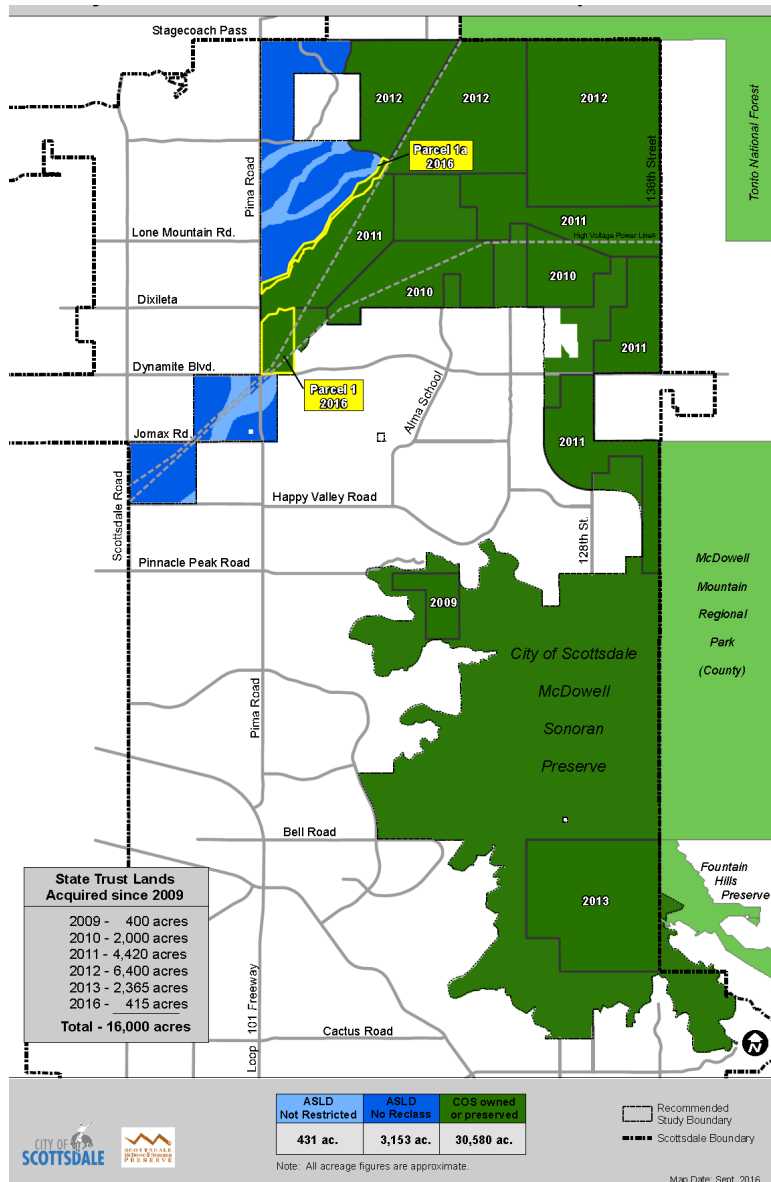 Stagecoach Pass
2012
2012
2012
136th Street
Tonto National Forest
Parcel 1a
2016
Pima Road
2011
2011
Lone Mountain Rd.
High Voltage Power Lines
2010
2010
Dixileta
2011
Dynamite Blvd.
Parcel 1
2016
Alma School
Jomax Rd.
2011
Scottsdale Road
Happy Valley Road
128th St.
Pinnacle Peak Road
McDowell
Mountain
Regional
Park
(County)
2009
City of Scottsdale
McDowell
Sonoran
Preserve
Pima Road
Bell Road
Fountain
Hills
Preserve
2013
State Trust Lands
Acquired since 2009
2009 - 400 acres
2010 - 2,000 acres
2011 - 4,420 acres
2012 - 6,400 acres
2013 - 2,365 acres
2016 - 415 acres
Total - 16,000 acres
Loop 101 Freeway
Cactus Road
N
ASLD
Not Restricted
ASLD
No Reclass
COS owned
or preserved
431 ac.
3,153 ac.
30,580 ac.
Note: All acreage figures are approximate.
Recommended
Study Boundary
Scottsdale Boundary
CITY OF
SCOTTSDALE
SCOTTSDALE
McDowell Sonoran
PRESERVE
Map Date: Sept. 2016